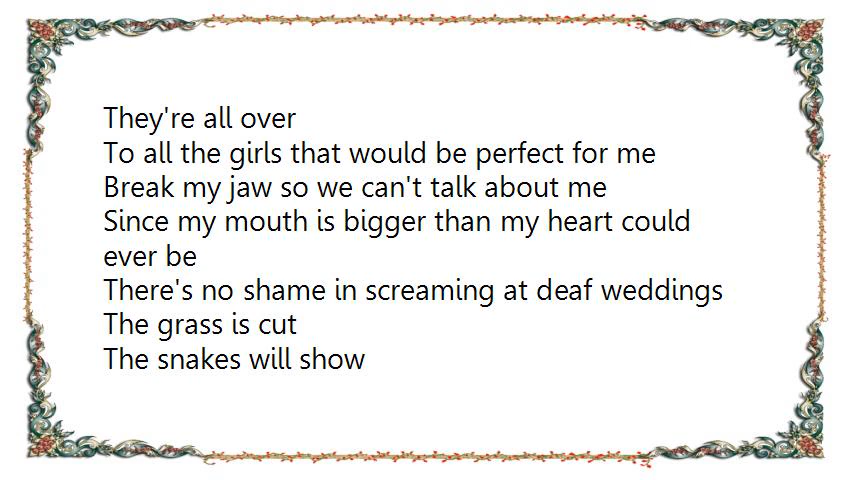 They're all over
To all the girls that would be perfect for me
Break my jaw so we can't talk about me
Since my mouth is bigger than my heart could
ever be
There's no shame in screaming at deaf weddings
The grass is cut
The snakes will show